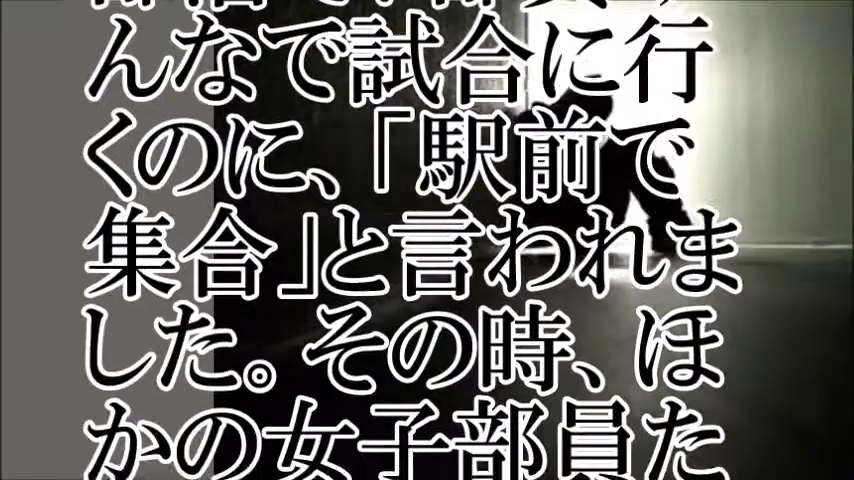 んなで試合に行
くのに、「駅前で
集合」と言われま
した。その時、ほ
かの女子部員た